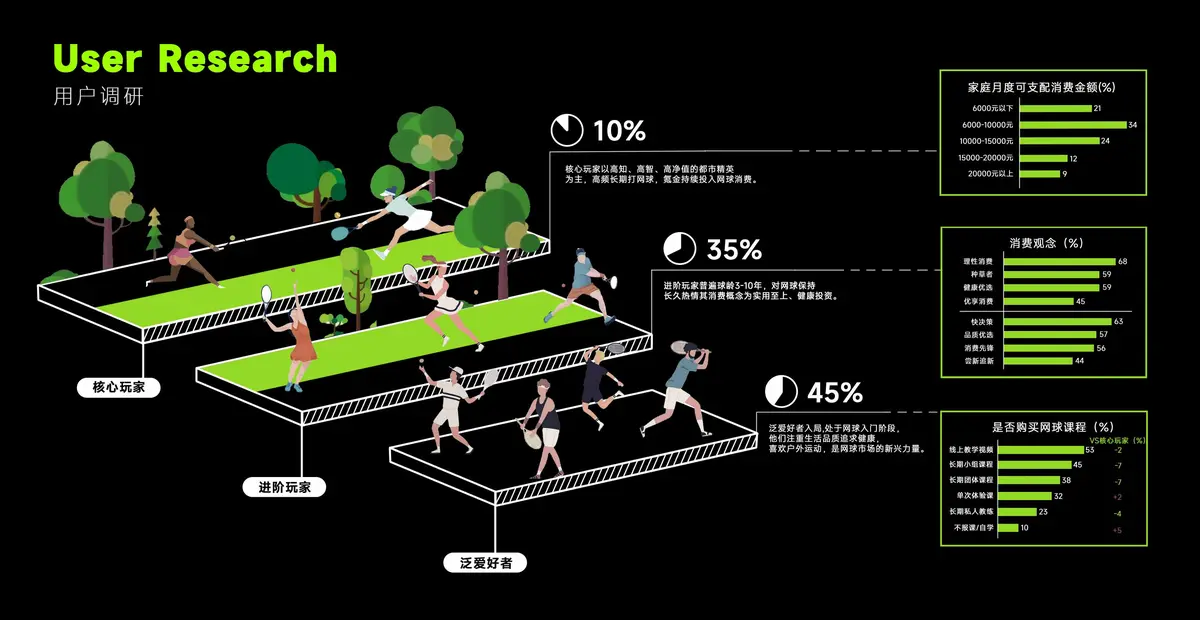 User Research
用户调研
10%
核心玩家以高知、高智、高净值的都市精英
为主，高频长期打网球，氪金持续投入网球消费。
核心玩家
35%
进阶玩家普遍球龄3-10年，对网球保持
长久热情其消费概念为实用至上、健康投资。
进阶玩家
45%
泛爱好者入局,处于网球入门阶段，
他们注重生活品质追求健康，
喜欢户外运动，是网球市场的新兴力量。
泛爱好者
家庭月度可支配消费金额(%)
6000元以下 21
6000-10000元 34
10000-15000元 24
15000-20000元 12
20000元以上 9
消费观念（%）
理性消费 68
种草者 59
健康优选 59
优享消费 45
快决策 63
品质优选 57
消费先锋 56
尝新追新 44
是否购买网球课程（%）
VS核心玩家（%）
线上教学视频 53 -2
长期小组课程 45 -7
长期团体课程 38 -7
单次体验课 32 +2
长期私人教练 23 -4
不报课/自学 10 +5